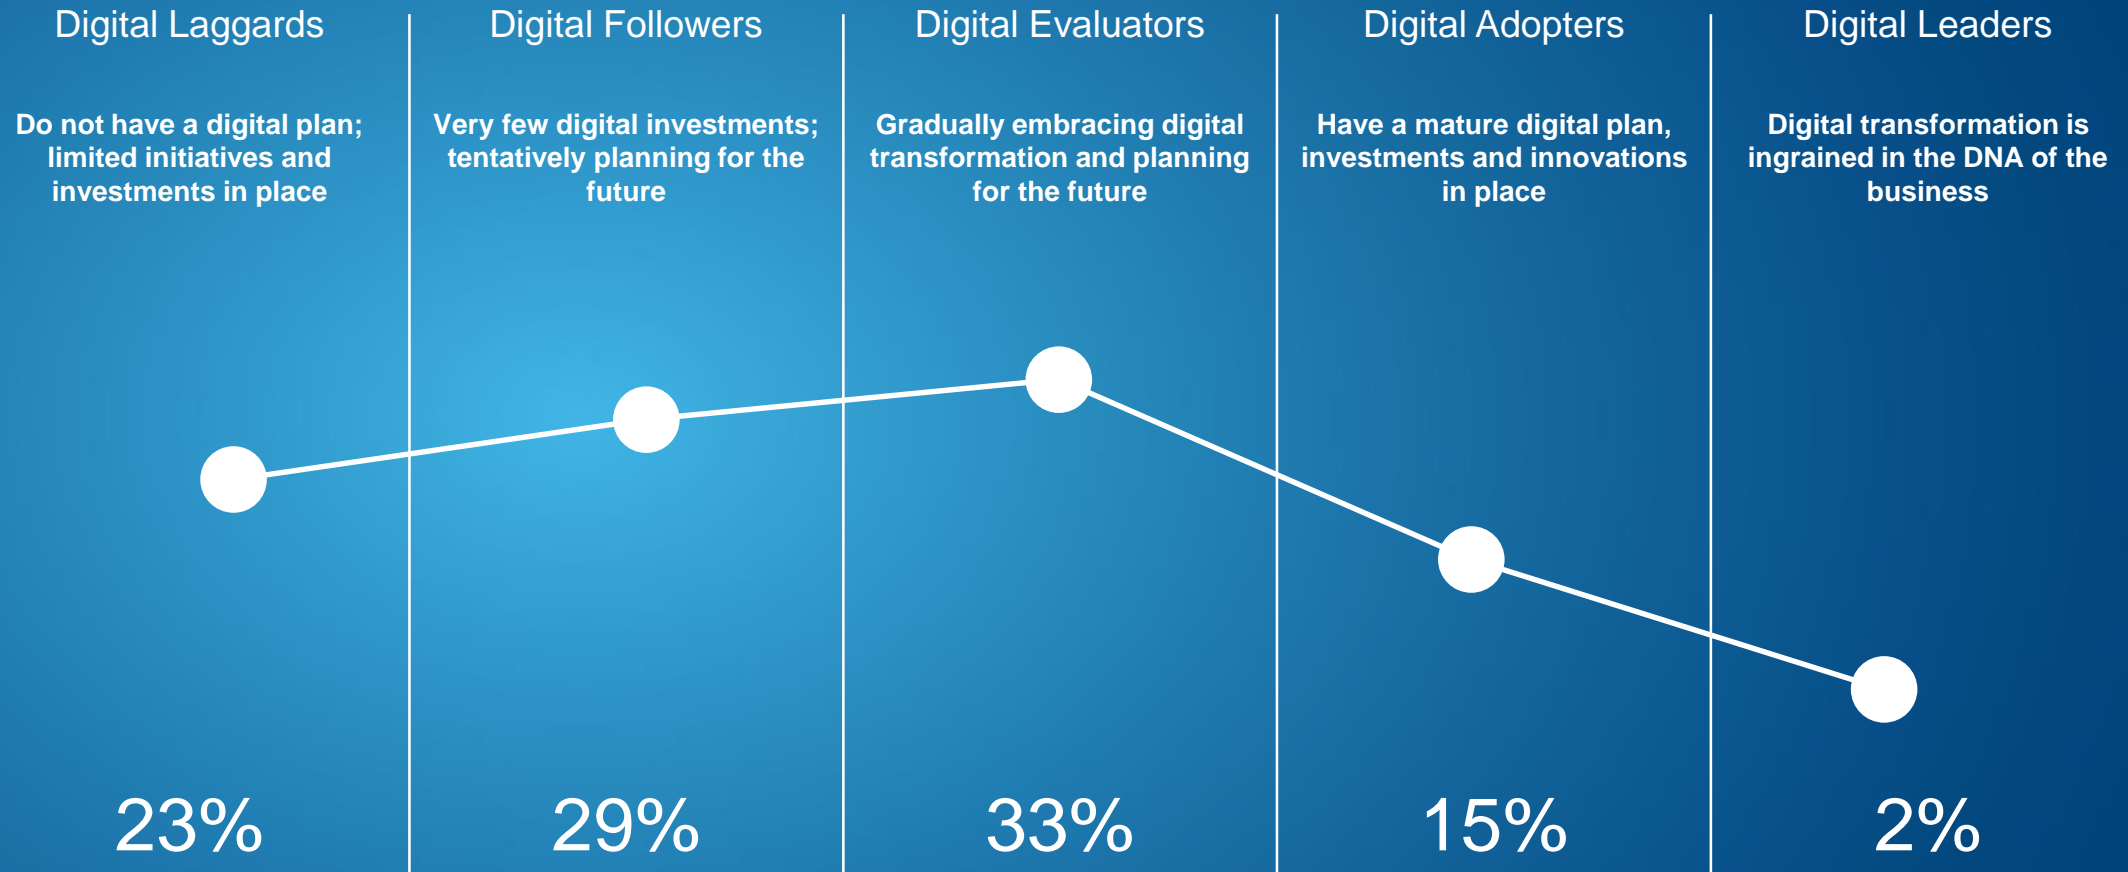 Digital Laggards
Do not have a digital plan;
limited initiatives and
investments in place
23%
Digital Followers
Very few digital investments;
tentatively planning for the
future
29%
Digital Evaluators
Gradually embracing digital
transformation and planning
for the future
33%
Digital Adopters
Have a mature digital plan,
investments and innovations
in place
15%
Digital Leaders
Digital transformation is
ingrained in the DNA of the
business
2%